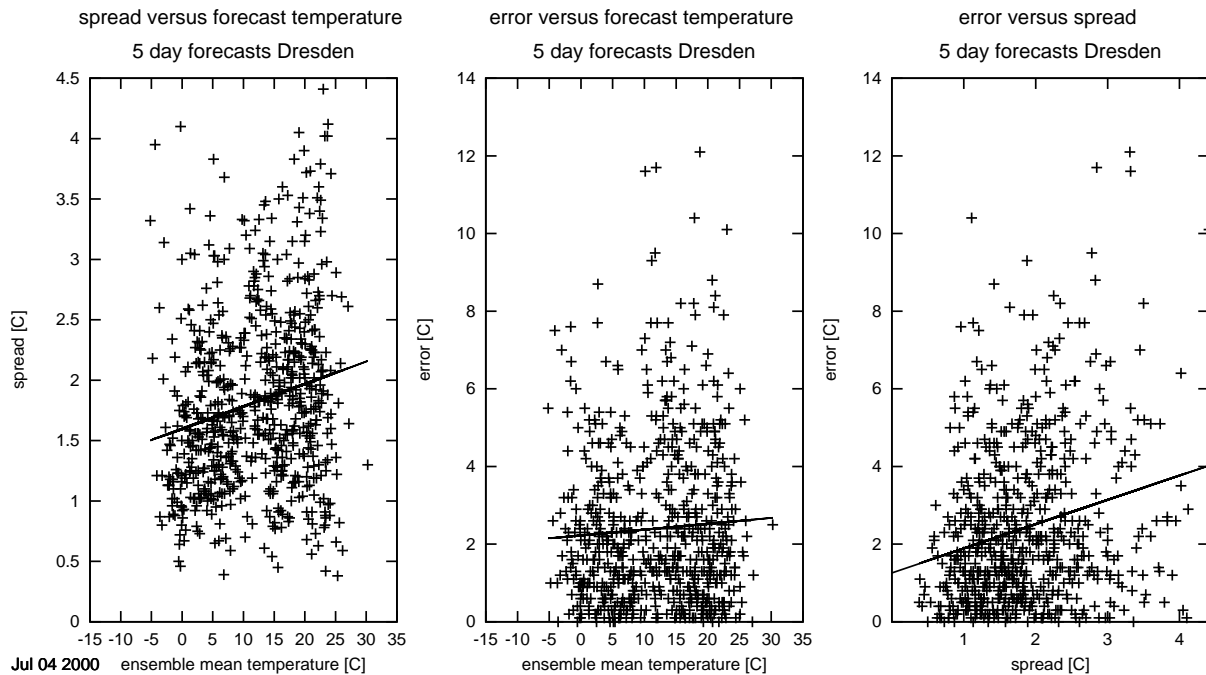 spread versus forecast temperature
5 day forecasts Dresden
4.5
4
3.5
3
2.5
2
1.5
1
0.5
0
spread [C]
-15 -10 -5 0 5 10 15 20 25 30 35
ensemble mean temperature [C]
Jul 04 2000
error versus forecast temperature
5 day forecasts Dresden
14
12
10
8
6
4
2
0
error [C]
-15 -10 -5 0 5 10 15 20 25 30 35
ensemble mean temperature [C]
error versus spread
5 day forecasts Dresden
14
12
10
8
6
4
2
0
error [C]
1 2 3 4
spread [C]